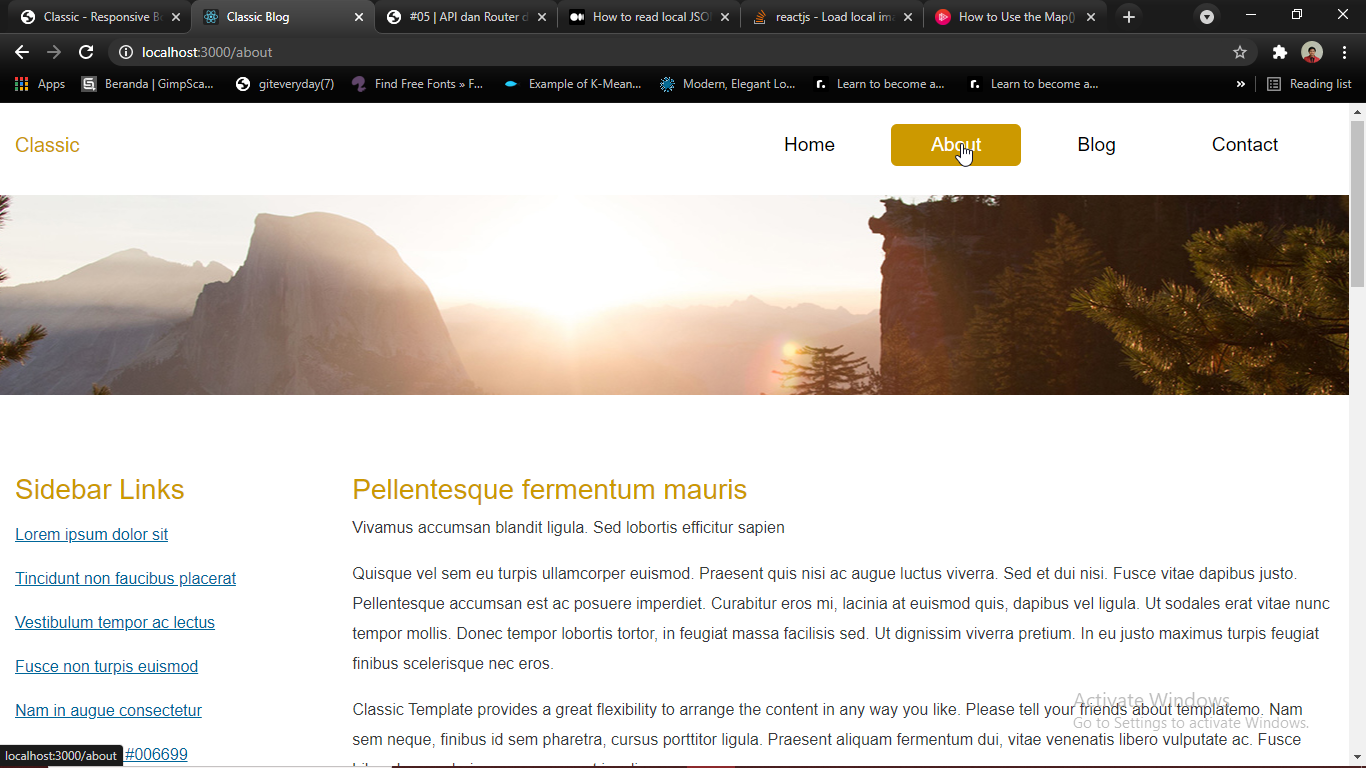 Classic - Responsive B
Classic Blog
#05 | API dan Router d
How to read local JSO
reactjs - Load local im
How to Use the Map()
localhost:3000/about
Apps
Beranda | GimpSca...
giteveryday(7)
Find Free Fonts » F...
Example of K-Mean...
Modern, Elegant Lo...
Learn to become a...
Learn to become a...
»
Reading list
Classic
Home
About
Blog
Contact
Sidebar Links
Lorem ipsum dolor sit
Tincidunt non faucibus placerat
Vestibulum tempor ac lectus
Fusce non turpis euismod
Nam in augue consectetur
#006699
Pellentesque fermentum mauris
Vivamus accumsan blandit ligula. Sed lobortis efficitur sapien
Quisque vel sem eu turpis ullamcorper euismod. Praesent quis nisi ac augue luctus viverra. Sed et dui nisi. Fusce vitae dapibus justo.
Pellentesque accumsan est ac posuere imperdiet. Curabitur eros mi, lacinia at euismod quis, dapibus vel ligula. Ut sodales erat vitae nunc
tempor mollis. Donec tempor lobortis tortor, in feugiat massa facilisis sed. Ut dignissim viverra pretium. In eu justo maximus turpis feugiat
finibus scelerisque nec eros.
Classic Template provides a great flexibility to arrange the content in any way you like. Please tell your friends about templatemo. Nam
sem neque, finibus id sem pharetra, cursus porttitor ligula. Praesent aliquam fermentum dui, vitae venenatis libero vulputate ac. Fusce
Activate Windows
Go to Settings to activate Windows.
localhost:3000/about